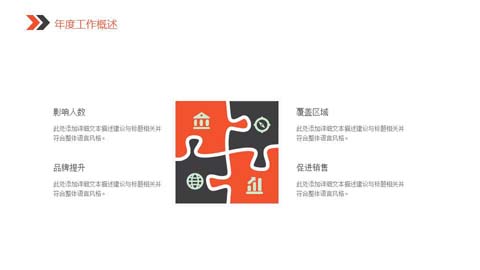 年度工作概述
影响人数
此处添加详细文本描述建议与标题相关并
符合整体语言风格。
品牌提升
此处添加详细文本描述建议与标题相关并
符合整体语言风格。
覆盖区域
此处添加详细文本描述建议与标题相关并
符合整体语言风格。
促进销售
此处添加详细文本描述建议与标题相关并
符合整体语言风格。